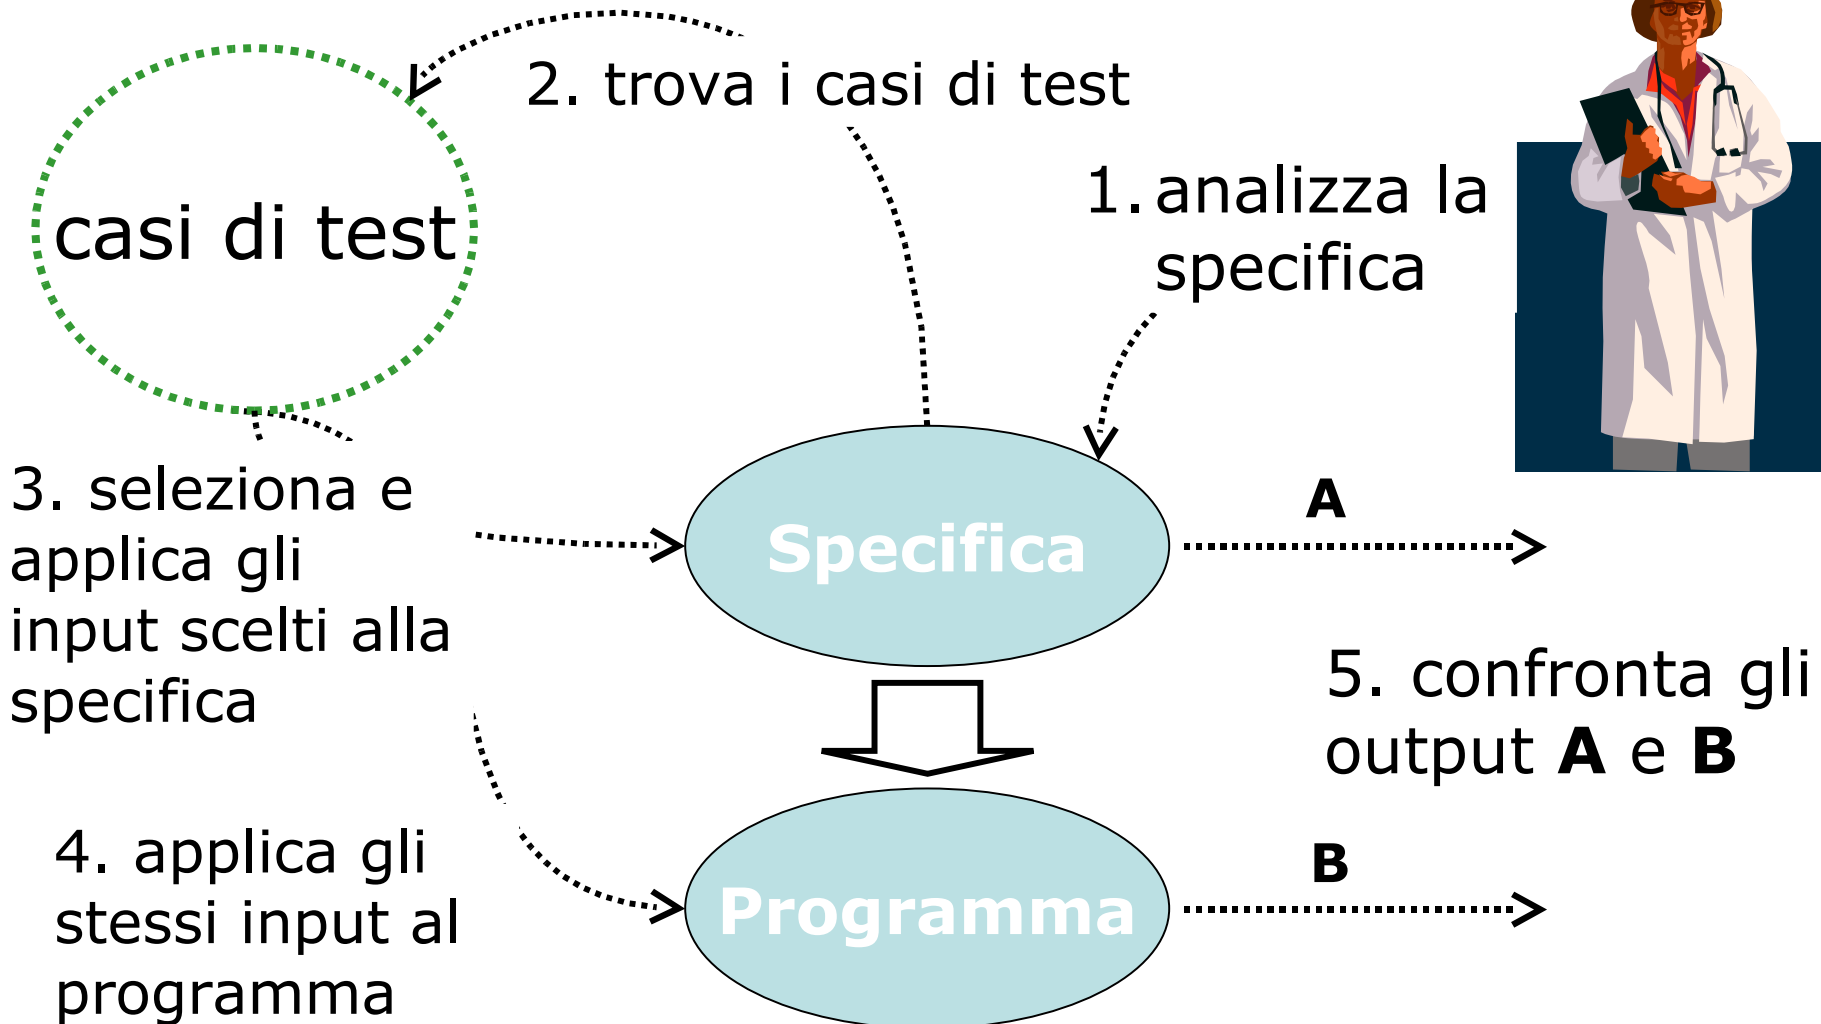 2. trova i casi di test
1. analizza la
specifica
casi di test
3. seleziona e
applica gli
input scelti alla
specifica
A
Specifica
5. confronta gli
output A e B
4. applica gli
stessi input al
programma
B
Programma